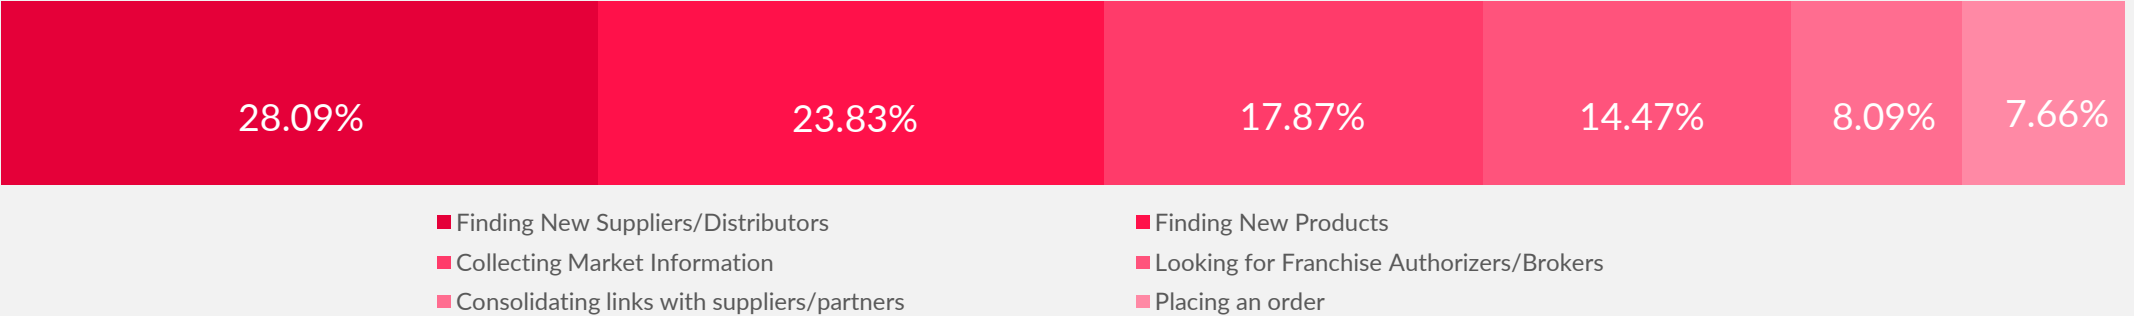 28.09% 23.83% 17.87% 14.47% 8.09% 7.66%
Finding New Suppliers/Distributors Finding New Products
Collecting Market Information Looking for Franchise Authorizers/Brokers
Consolidating links with suppliers/partners Placing an order